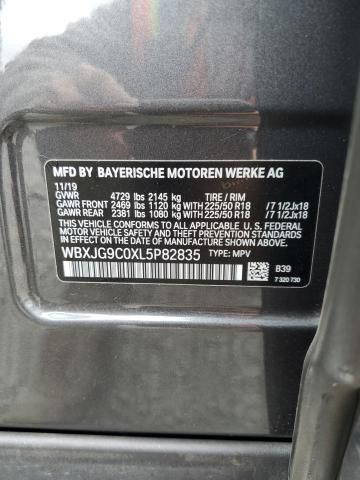 MFD BY BAYERISCHE MOTOREN WERKE AG
11/19
GVWR 4729 lbs 2145 kg TIRE / RIM
GAWR FRONT 2469 lbs 1120 kg WITH 225/50 R18 / 7 1/2Jx18
GAWR REAR 2381 lbs 1080 kg WITH 225/50 R18 / 7 1/2Jx18
THIS VEHICLE CONFORMS TO ALL APPLICABLE FEDERAL MOTOR VEHICLE
SAFETY, BUMPER, AND THEFT PREVENTION STANDARDS IN EFFECT
ON THE DATE OF MANUFACTURE SHOWN ABOVE.
WBXJG9C0XL5P82835 TYPE: MPV
B39
7 320 730